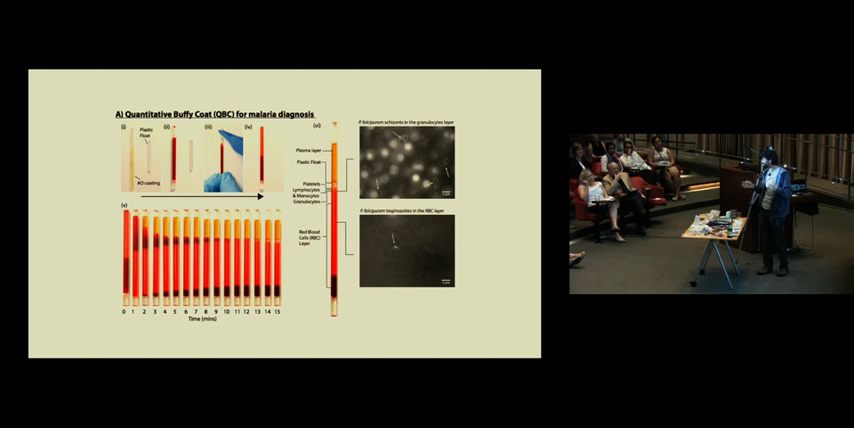 A) Quantitative Buffy Coat (QBC) for malaria diagnosis
(i)
(ii)
(iii)
(iv)
Plastic
Float
AO coating
(v)
0 1 2 3 4 5 6 7 8 9 10 11 12 13 14 15
Time (mins)
(vi)
Plasma layer
Plastic Float
Platelets
Lymphocytes
& Monocytes
Granulocytes
Red Blood
Cells (RBC)
Layer
P. falciparum schizonts in the granulocytes layer
P. falciparum trophozoites in the RBC layer